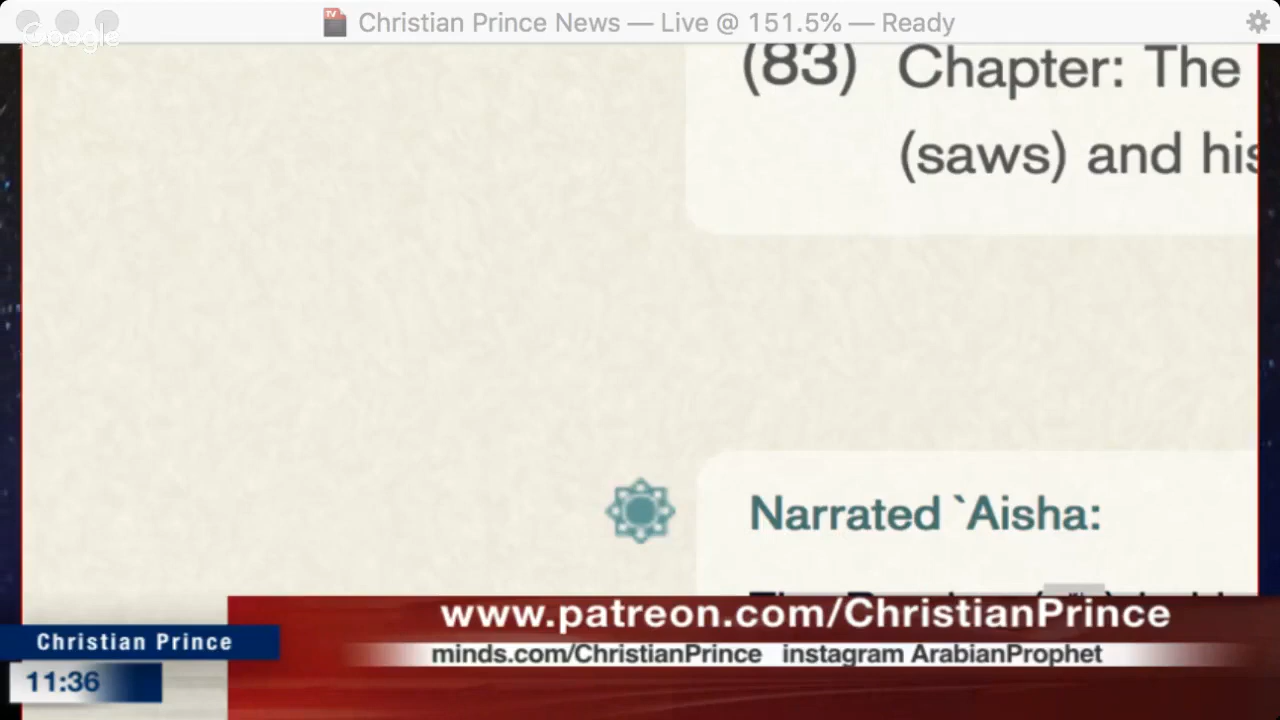 Christian Prince News — Live @ 151.5% — Ready
Google
(83) Chapter: The
(saws) and his
Narrated `Aisha:
www.patreon.com/ChristianPrince
Christian Prince
minds.com/ChristianPrince instagram ArabianProphet
11:36